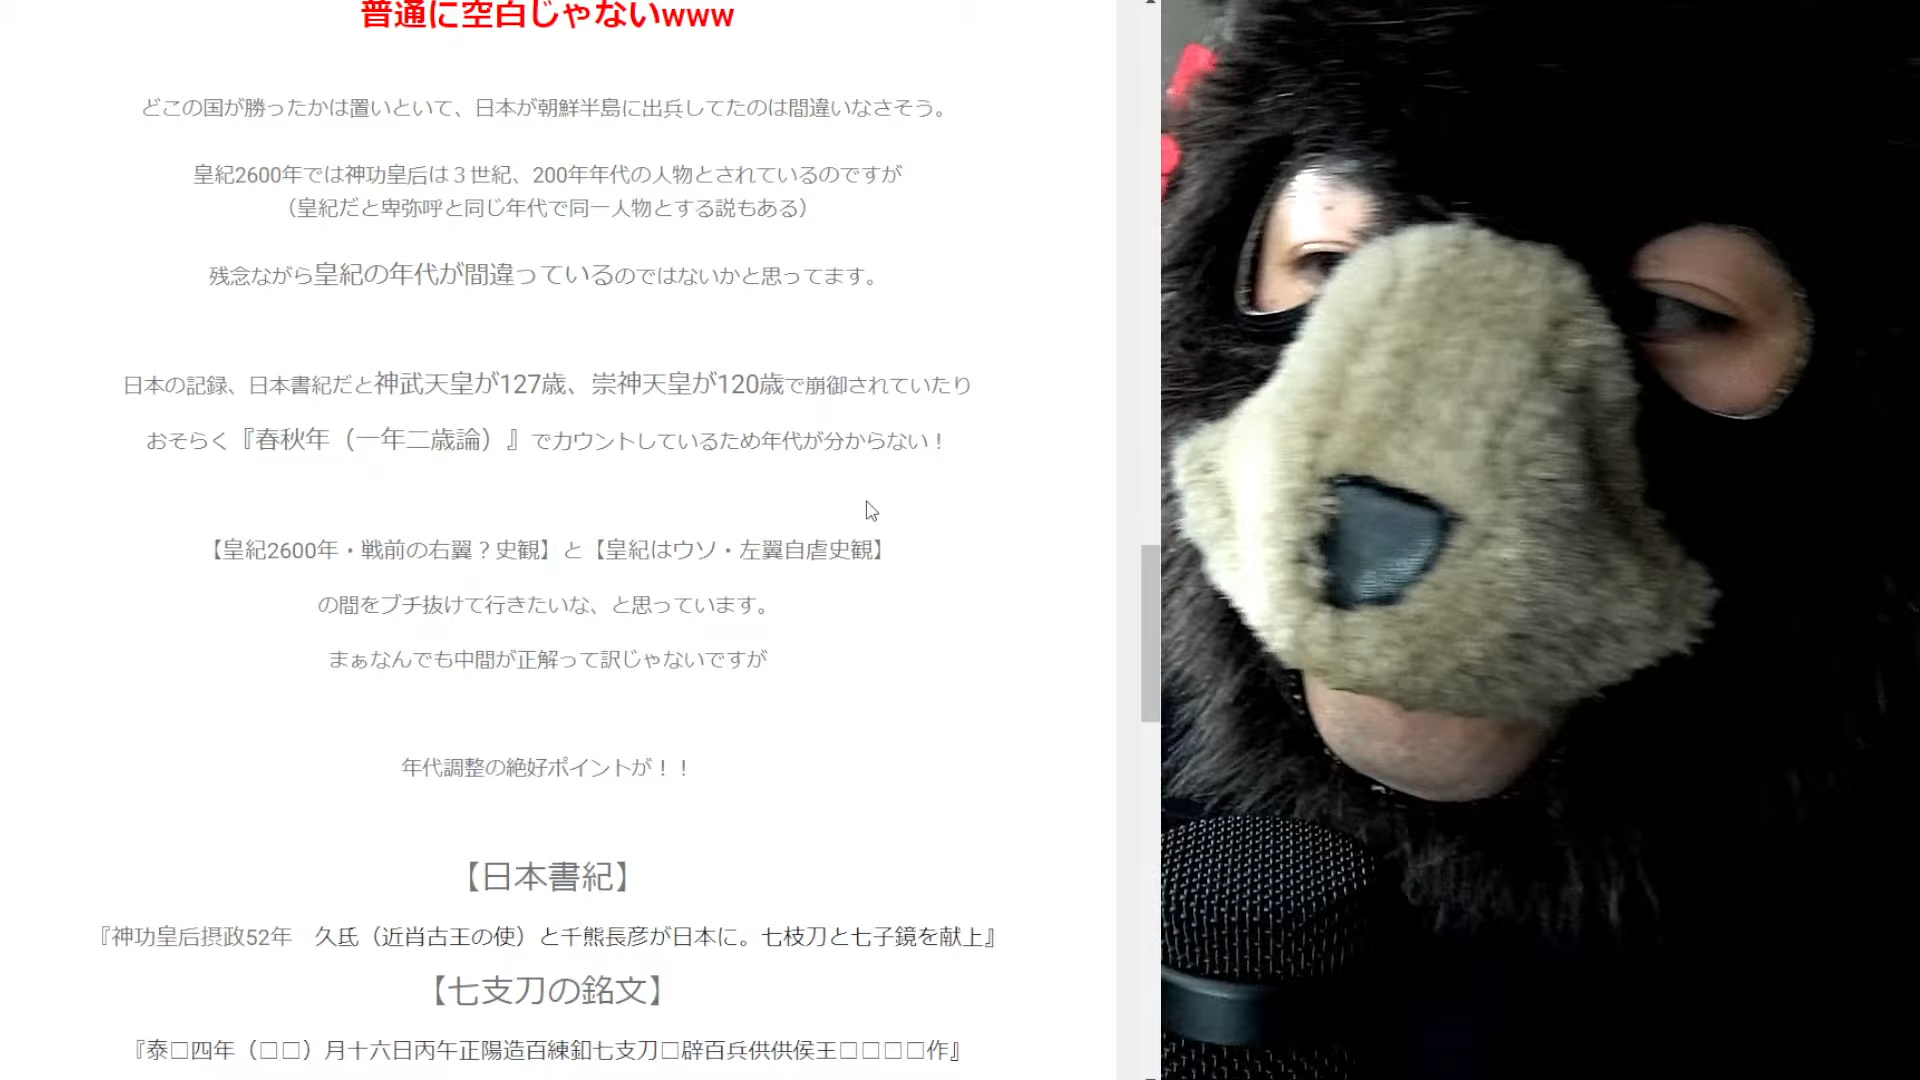 普通に空白じゃないwww
どこの国が勝ったかは置いといて、日本が朝鮮半島に出兵してたのは間違いなさそう。
皇紀2600年では神功皇后は３世紀、200年年代の人物とされているのですが
（皇紀だと卑弥呼と同じ年代で同一人物とする説もある）
残念ながら皇紀の年代が間違っているのではないかと思ってます。
日本の記録、日本書紀だと神武天皇が127歳、崇神天皇が120歳で崩御されていたり
おそらく『春秋年（一年二歳論）』でカウントしているため年代が分からない！
【皇紀2600年・戦前の右翼？史観】と【皇紀はウソ・左翼自虐史観】
の間をブチ抜けて行きたいな、と思っています。
まぁなんでも中間が正解って訳じゃないですが
年代調整の絶好ポイントが！！
【日本書紀】
『神功皇后摂政52年　久氐（近肖古王の使）と千熊長彦が日本に。七枝刀と七子鏡を献上』
【七支刀の銘文】
『泰□四年（□□）月十六日丙午正陽造百練釦七支刀□辟百兵供供侯王□□□□作』